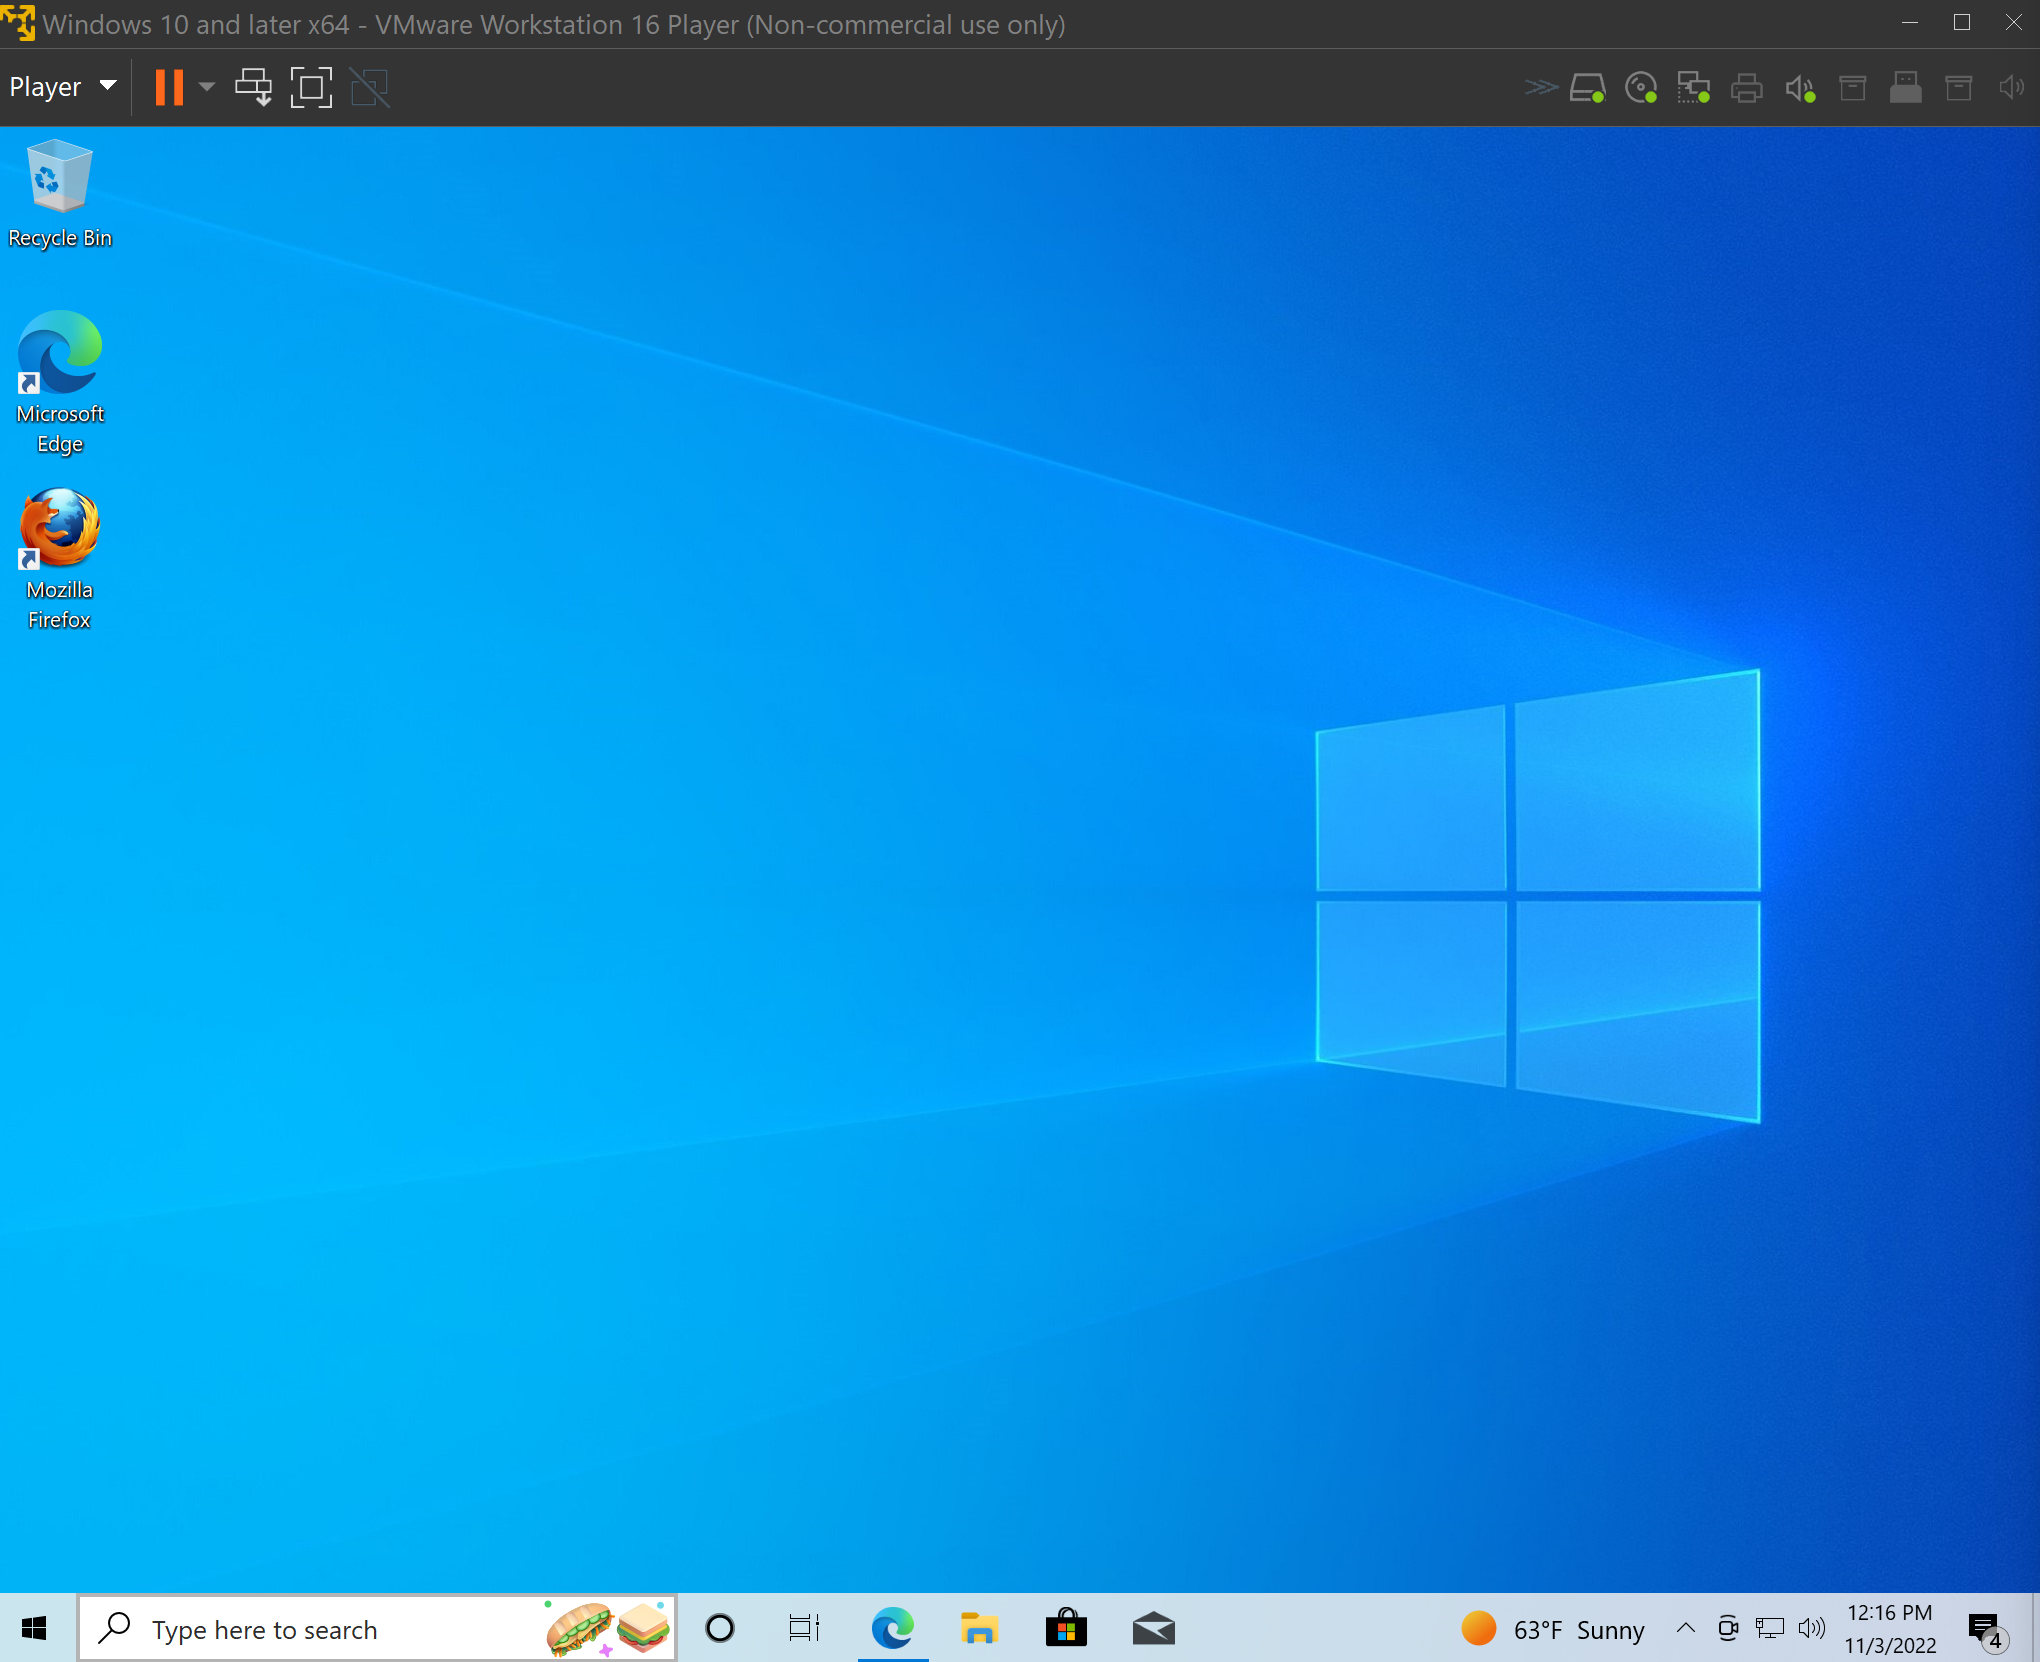 Windows 10 and later x64 - VMware Workstation 16 Player (Non-commercial use only)
Player
Recycle Bin
Microsoft
Edge
Mozilla
Firefox
Type here to search
63°F Sunny
12:16 PM
11/3/2022
4